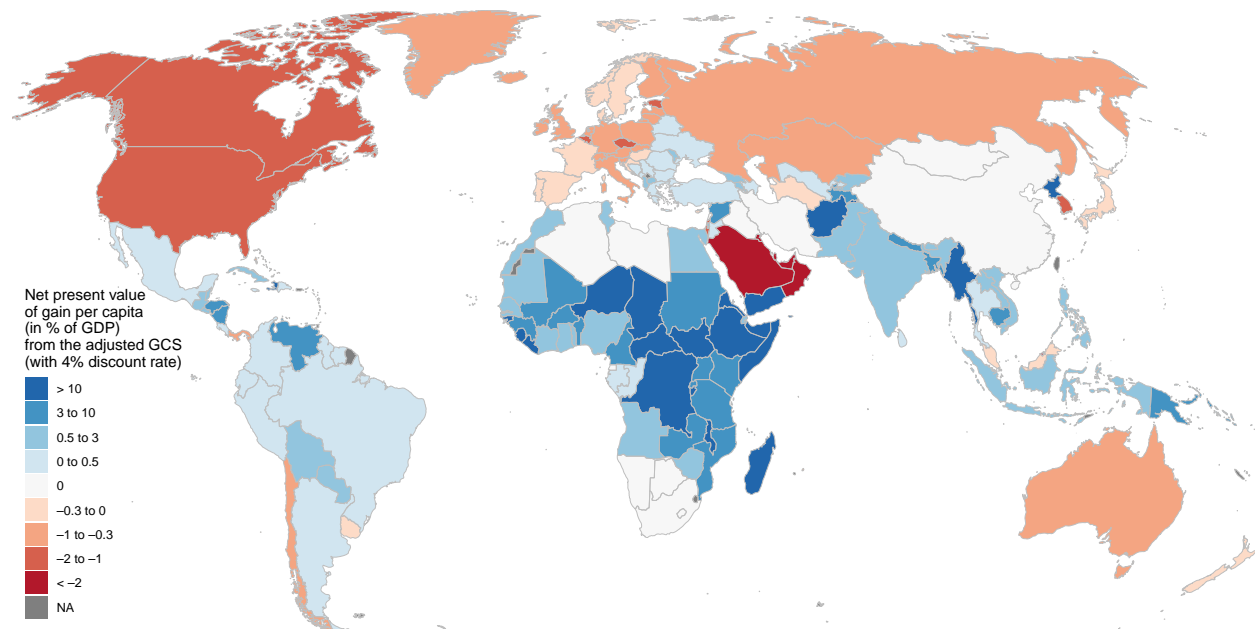 Net present value
of gain per capita
(in % of GDP)
from the adjusted GCS
(with 4% discount rate)
> 10
3 to 10
0.5 to 3
0 to 0.5
0
–0.3 to 0
–1 to –0.3
–2 to –1
< –2
NA